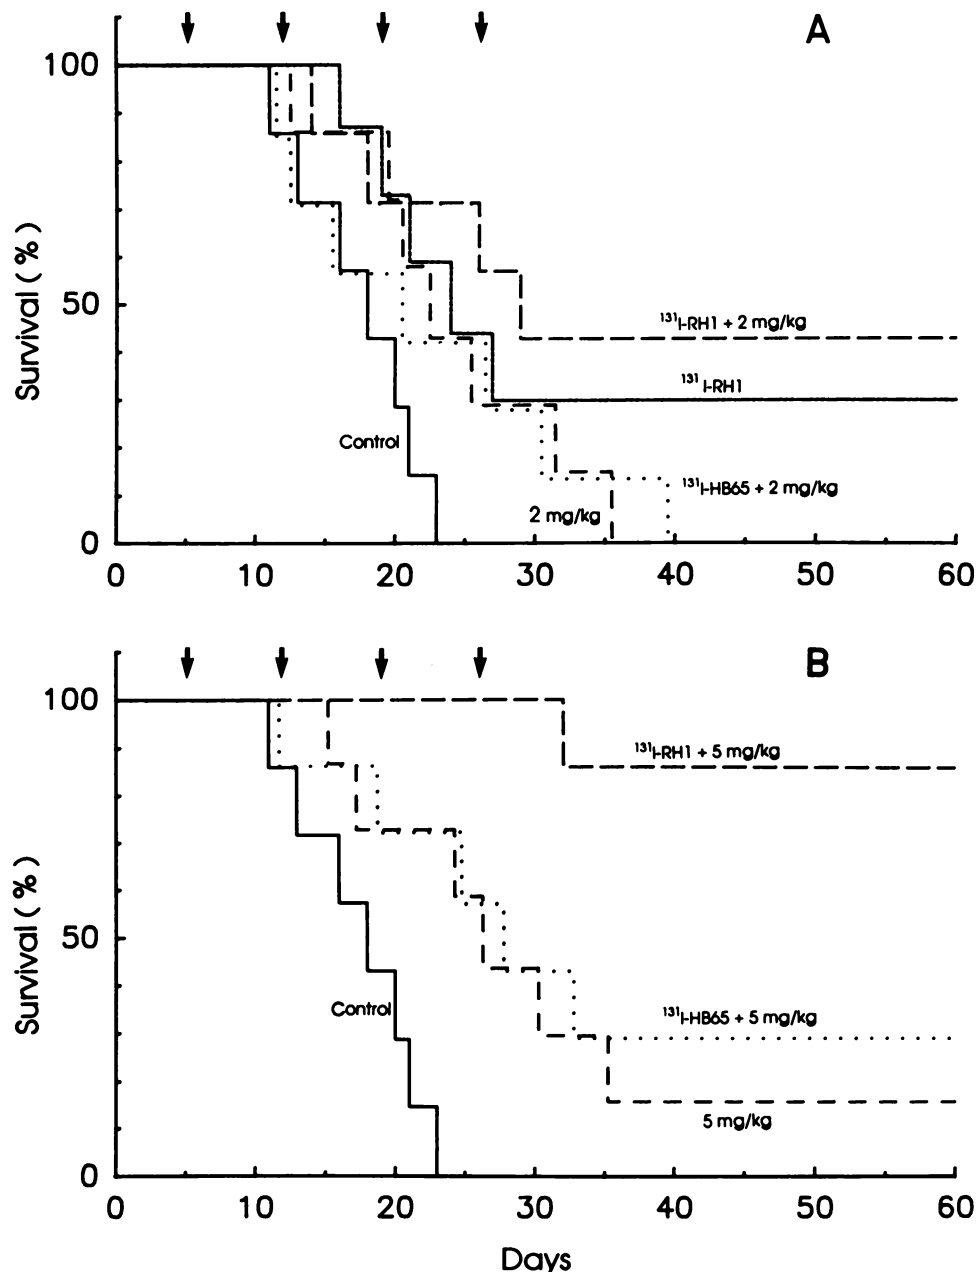 A
100
50
0
Survival (%)
¹³¹I-RH1 + 2 mg/kg
¹³¹I-RH1
Control
¹³¹I-HB65 + 2 mg/kg
2 mg/kg
0 10 20 30 40 50 60
B
100
50
0
Survival (%)
¹³¹I-RH1 + 5 mg/kg
Control
¹³¹I-HB65 + 5 mg/kg
5 mg/kg
0 10 20 30 40 50 60
Days